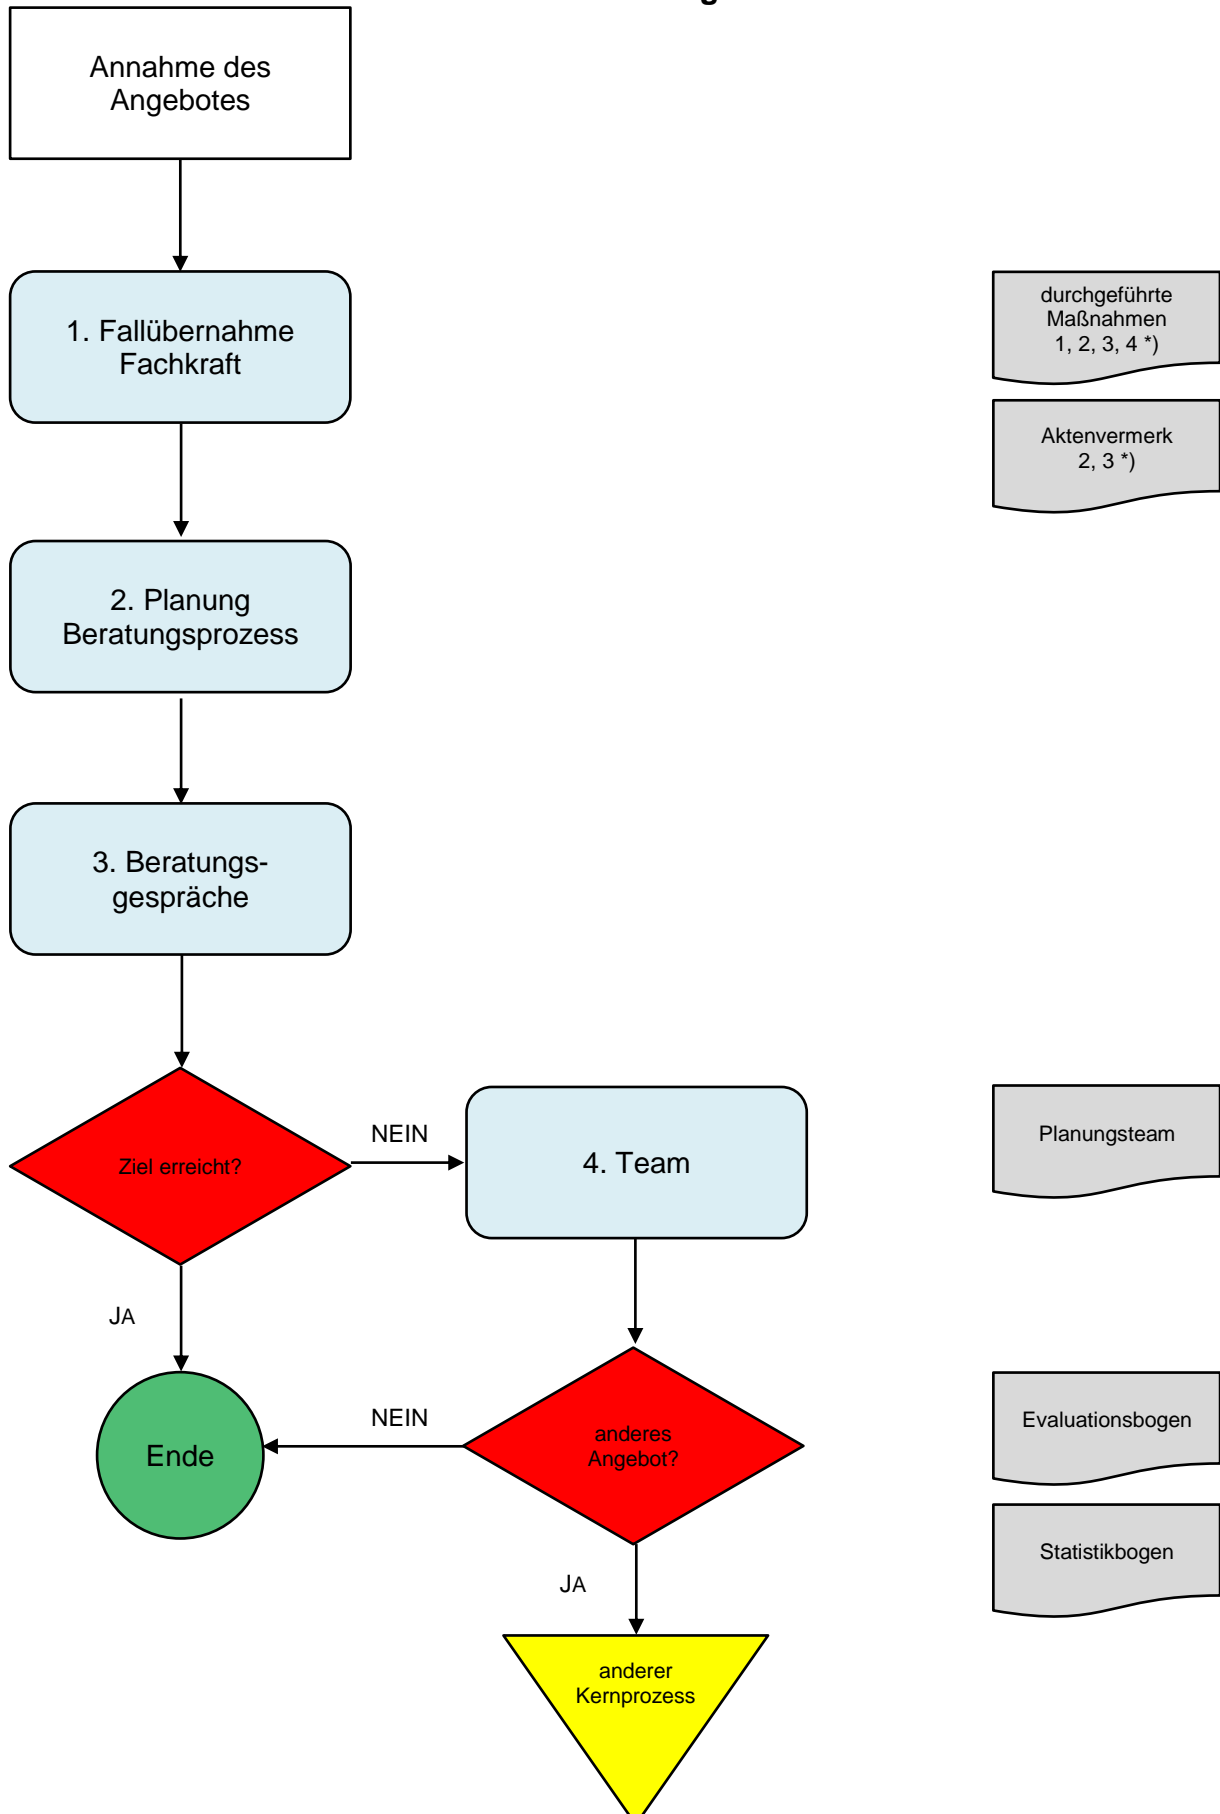 Annahme des
Angebotes
1. Fallübernahme
Fachkraft
durchgeführte
Maßnahmen
1, 2, 3, 4 *)
Aktenvermerk
2, 3 *)
2. Planung
Beratungsprozess
3. Beratungs-
gespräche
Ziel erreicht?
NEIN
4. Team
Planungsteam
JA
Ende
NEIN
anderes
Angebot?
Evaluationsbogen
Statistikbogen
JA
anderer
Kernprozess